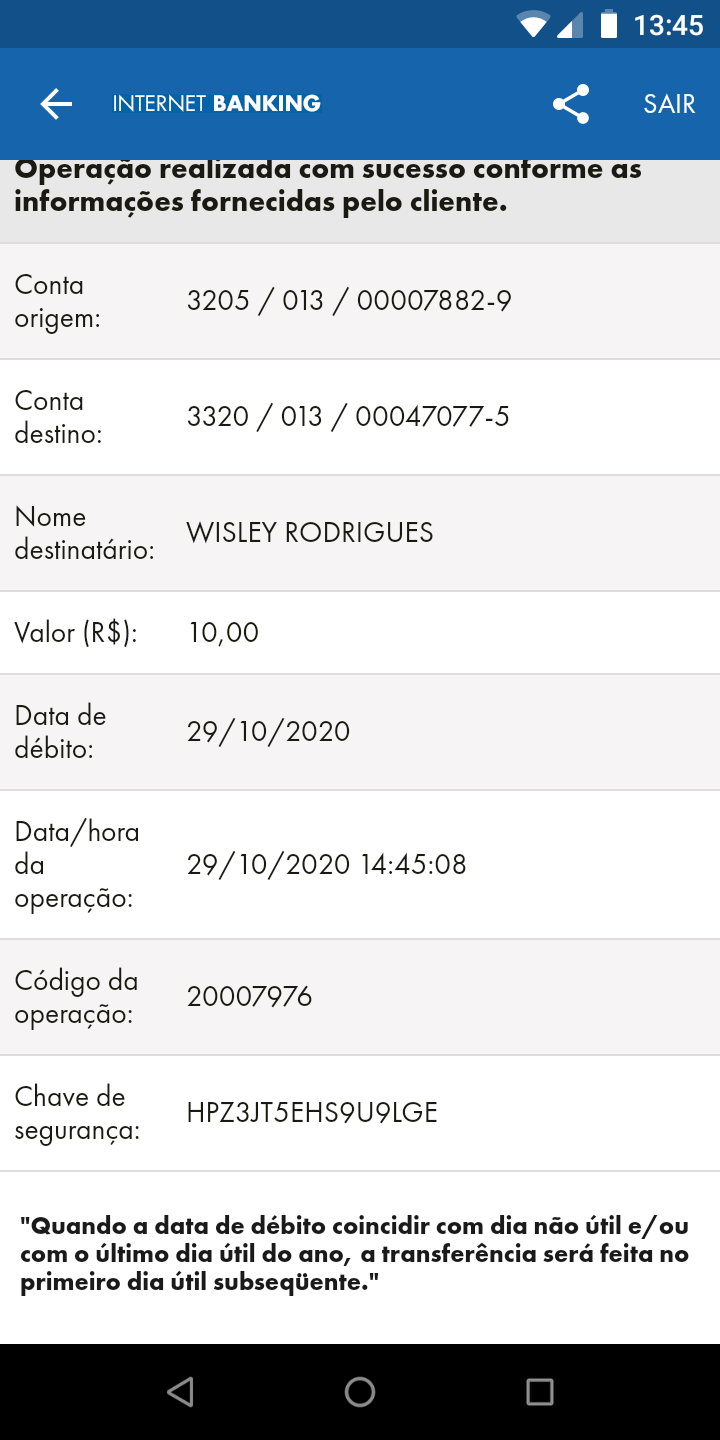 13:45
INTERNET BANKING
SAIR
Operação realizada com sucesso conforme as
informações fornecidas pelo cliente.
Conta
origem:
3205 / 013 / 00007882-9
Conta
destino:
3320 / 013 / 00047077-5
Nome
destinatário:
WISLEY RODRIGUES
Valor (R$):
10,00
Data de
débito:
29/10/2020
Data/hora
da
operação:
29/10/2020 14:45:08
Código da
operação:
20007976
Chave de
segurança:
HPZ3JT5EHS9U9LGE
"Quando a data de débito coincidir com dia não útil e/ou
com o último dia útil do ano, a transferência será feita no
primeiro dia útil subseqüente."